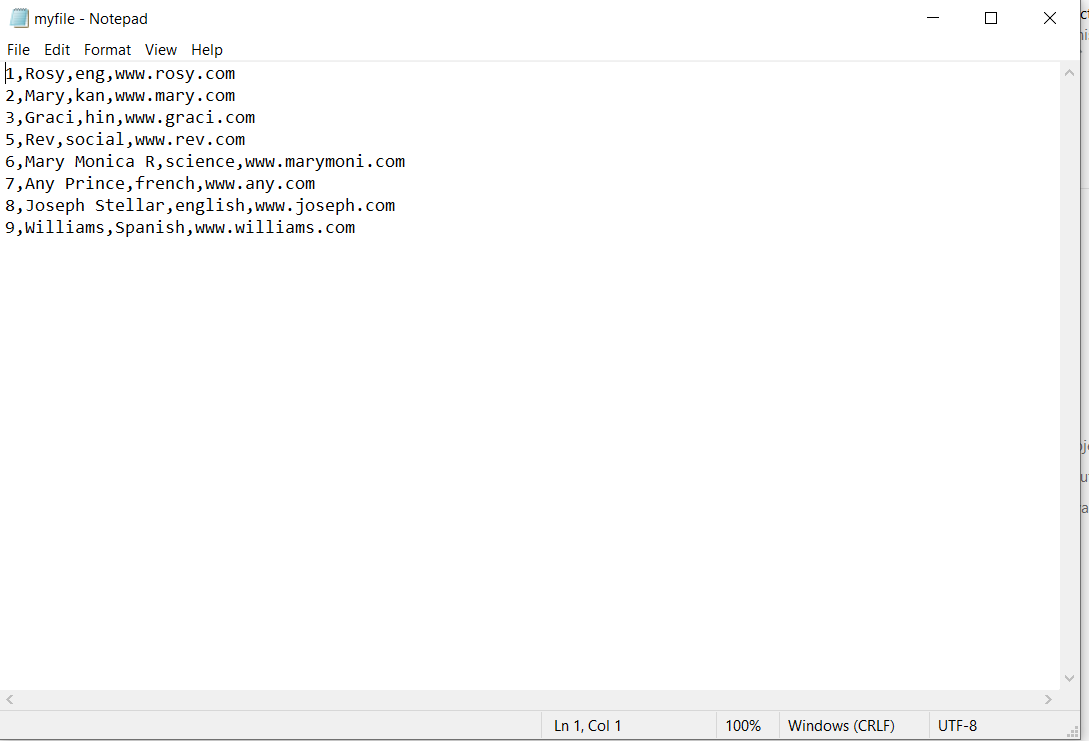 myfile - Notepad
File Edit Format View Help
1,Rosy,eng,www.rosy.com
2,Mary,kan,www.mary.com
3,Graci,hin,www.graci.com
5,Rev,social,www.rev.com
6,Mary Monica R,science,www.marymoni.com
7,Any Prince,french,www.any.com
8,Joseph Stellar,english,www.joseph.com
9,Williams,Spanish,www.williams.com
Ln 1, Col 1 100% Windows (CRLF) UTF-8